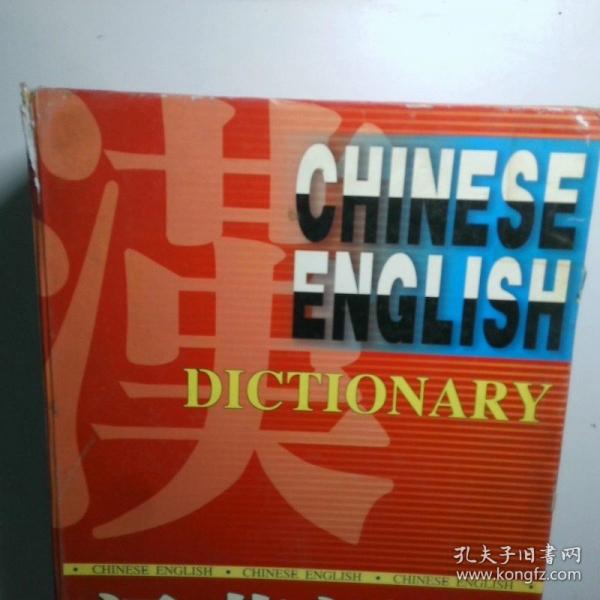 漢
CHINESE
ENGLISH
DICTIONARY
• CHINESE ENGLISH • CHINESE ENGLISH • CHINESE ENGLISH •
孔夫子旧书网
www.kongfz.com